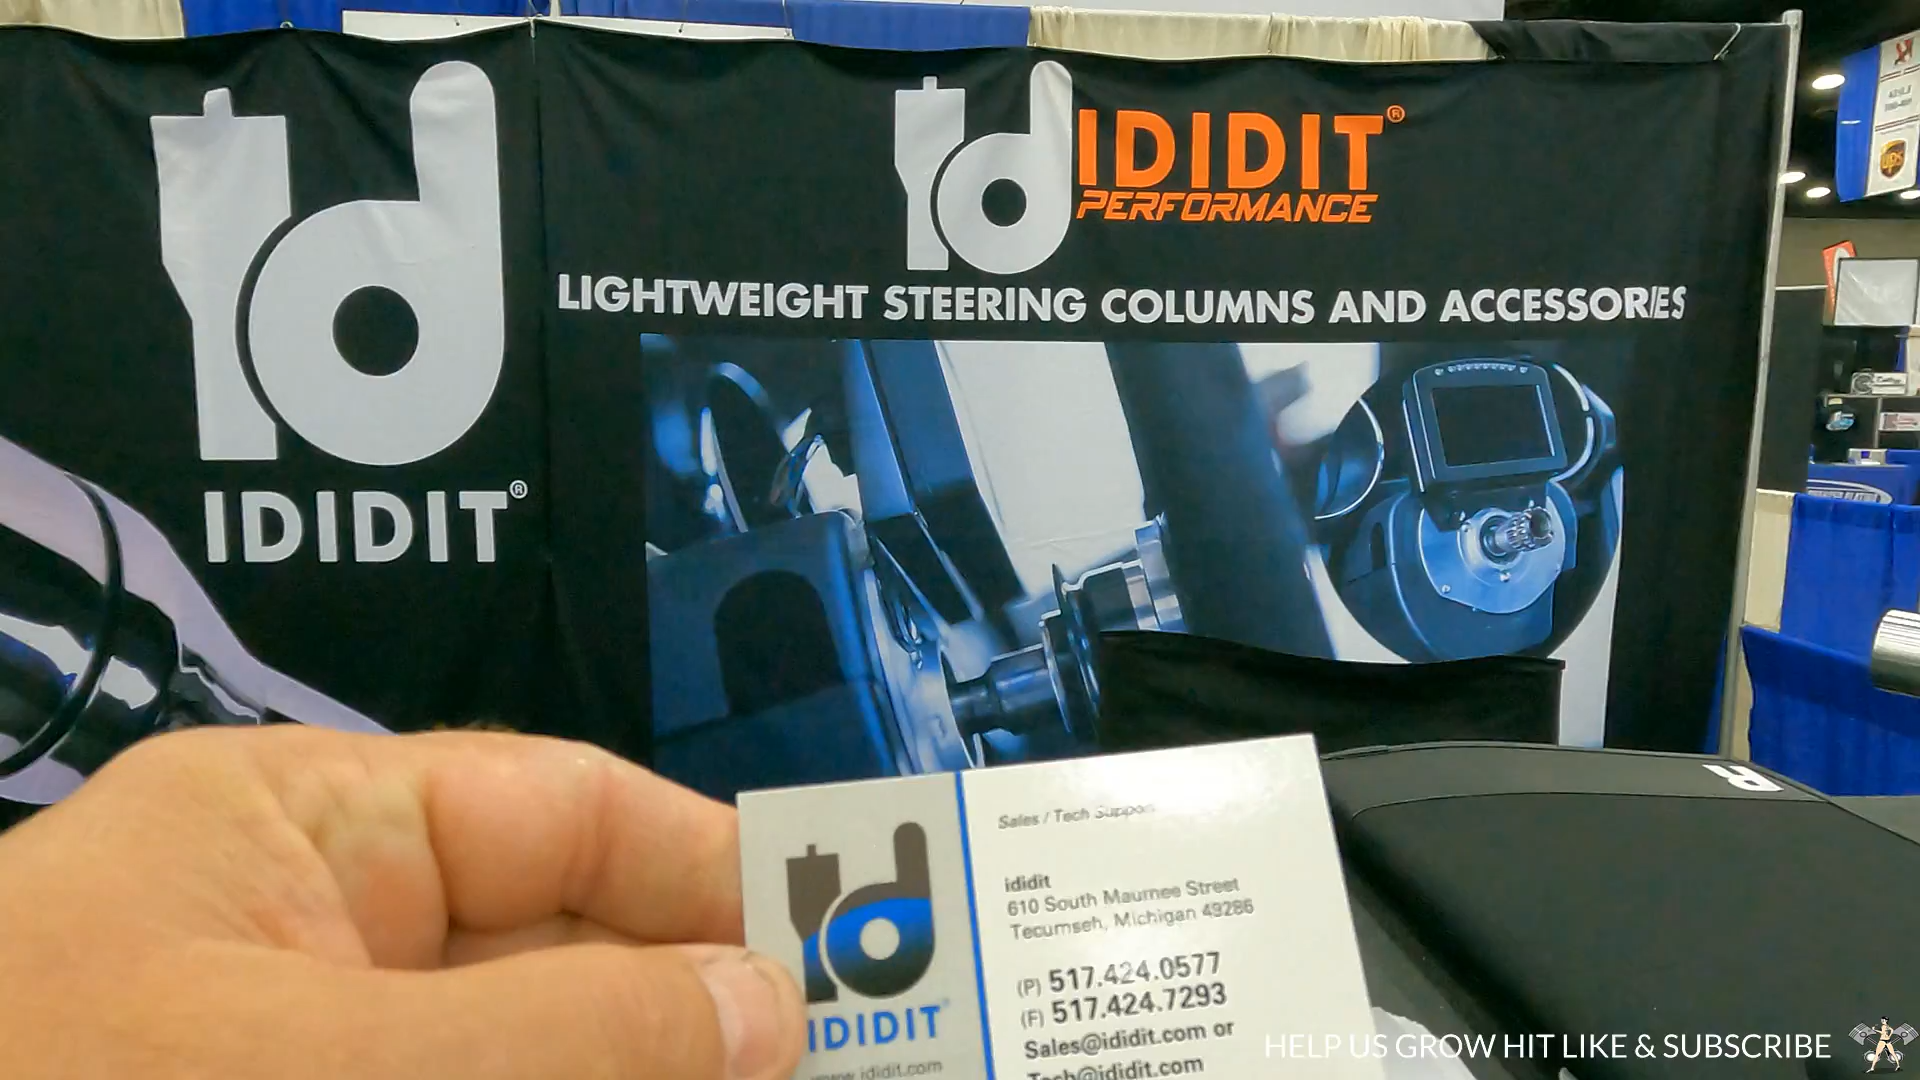 IDIDIT®
IDIDIT®
PERFORMANCE
LIGHTWEIGHT STEERING COLUMNS AND ACCESSORIES
ups
Sales / Tech Support
ididit
610 South Maumee Street
Tecumseh, Michigan 49286
(P) 517.424.0577
(F) 517.424.7293
Sales@ididit.com or
Tech@ididit.com
IDIDIT
www.ididit.com
HELP US GROW HIT LIKE & SUBSCRIBE